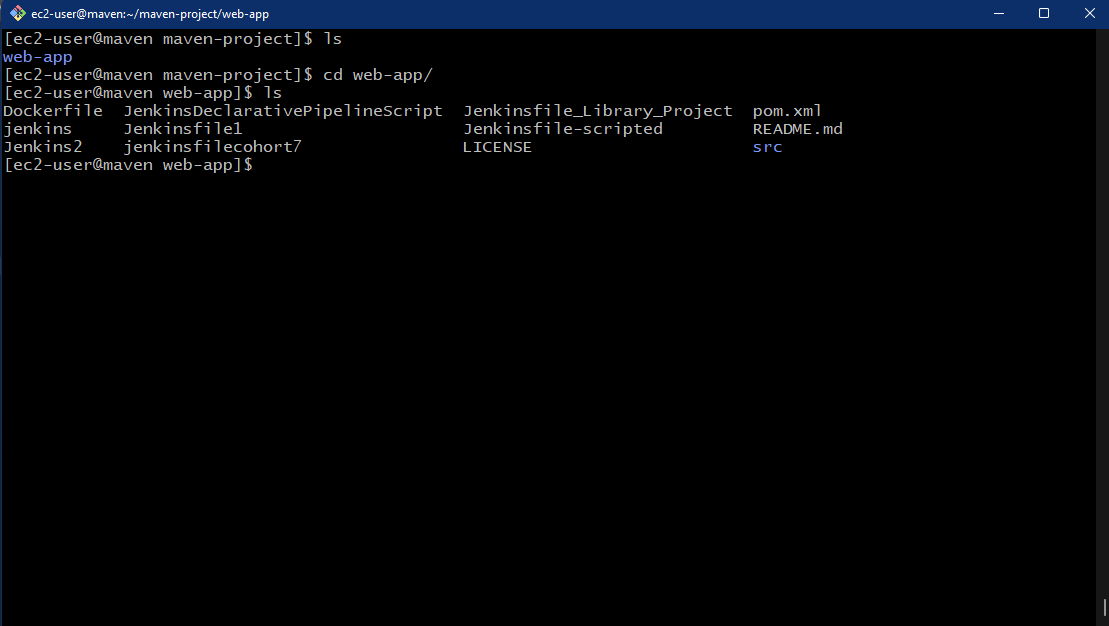 ec2-user@maven:~/maven-project/web-app
[ec2-user@maven maven-project]$ ls
web-app
[ec2-user@maven maven-project]$ cd web-app/
[ec2-user@maven web-app]$ ls
Dockerfile  JenkinsDeclarativePipelineScript  Jenkinsfile_Library_Project  pom.xml
jenkins     Jenkinsfile1                      Jenkinsfile-scripted         README.md
Jenkins2    jenkinsfilecohort7                LICENSE                      src
[ec2-user@maven web-app]$